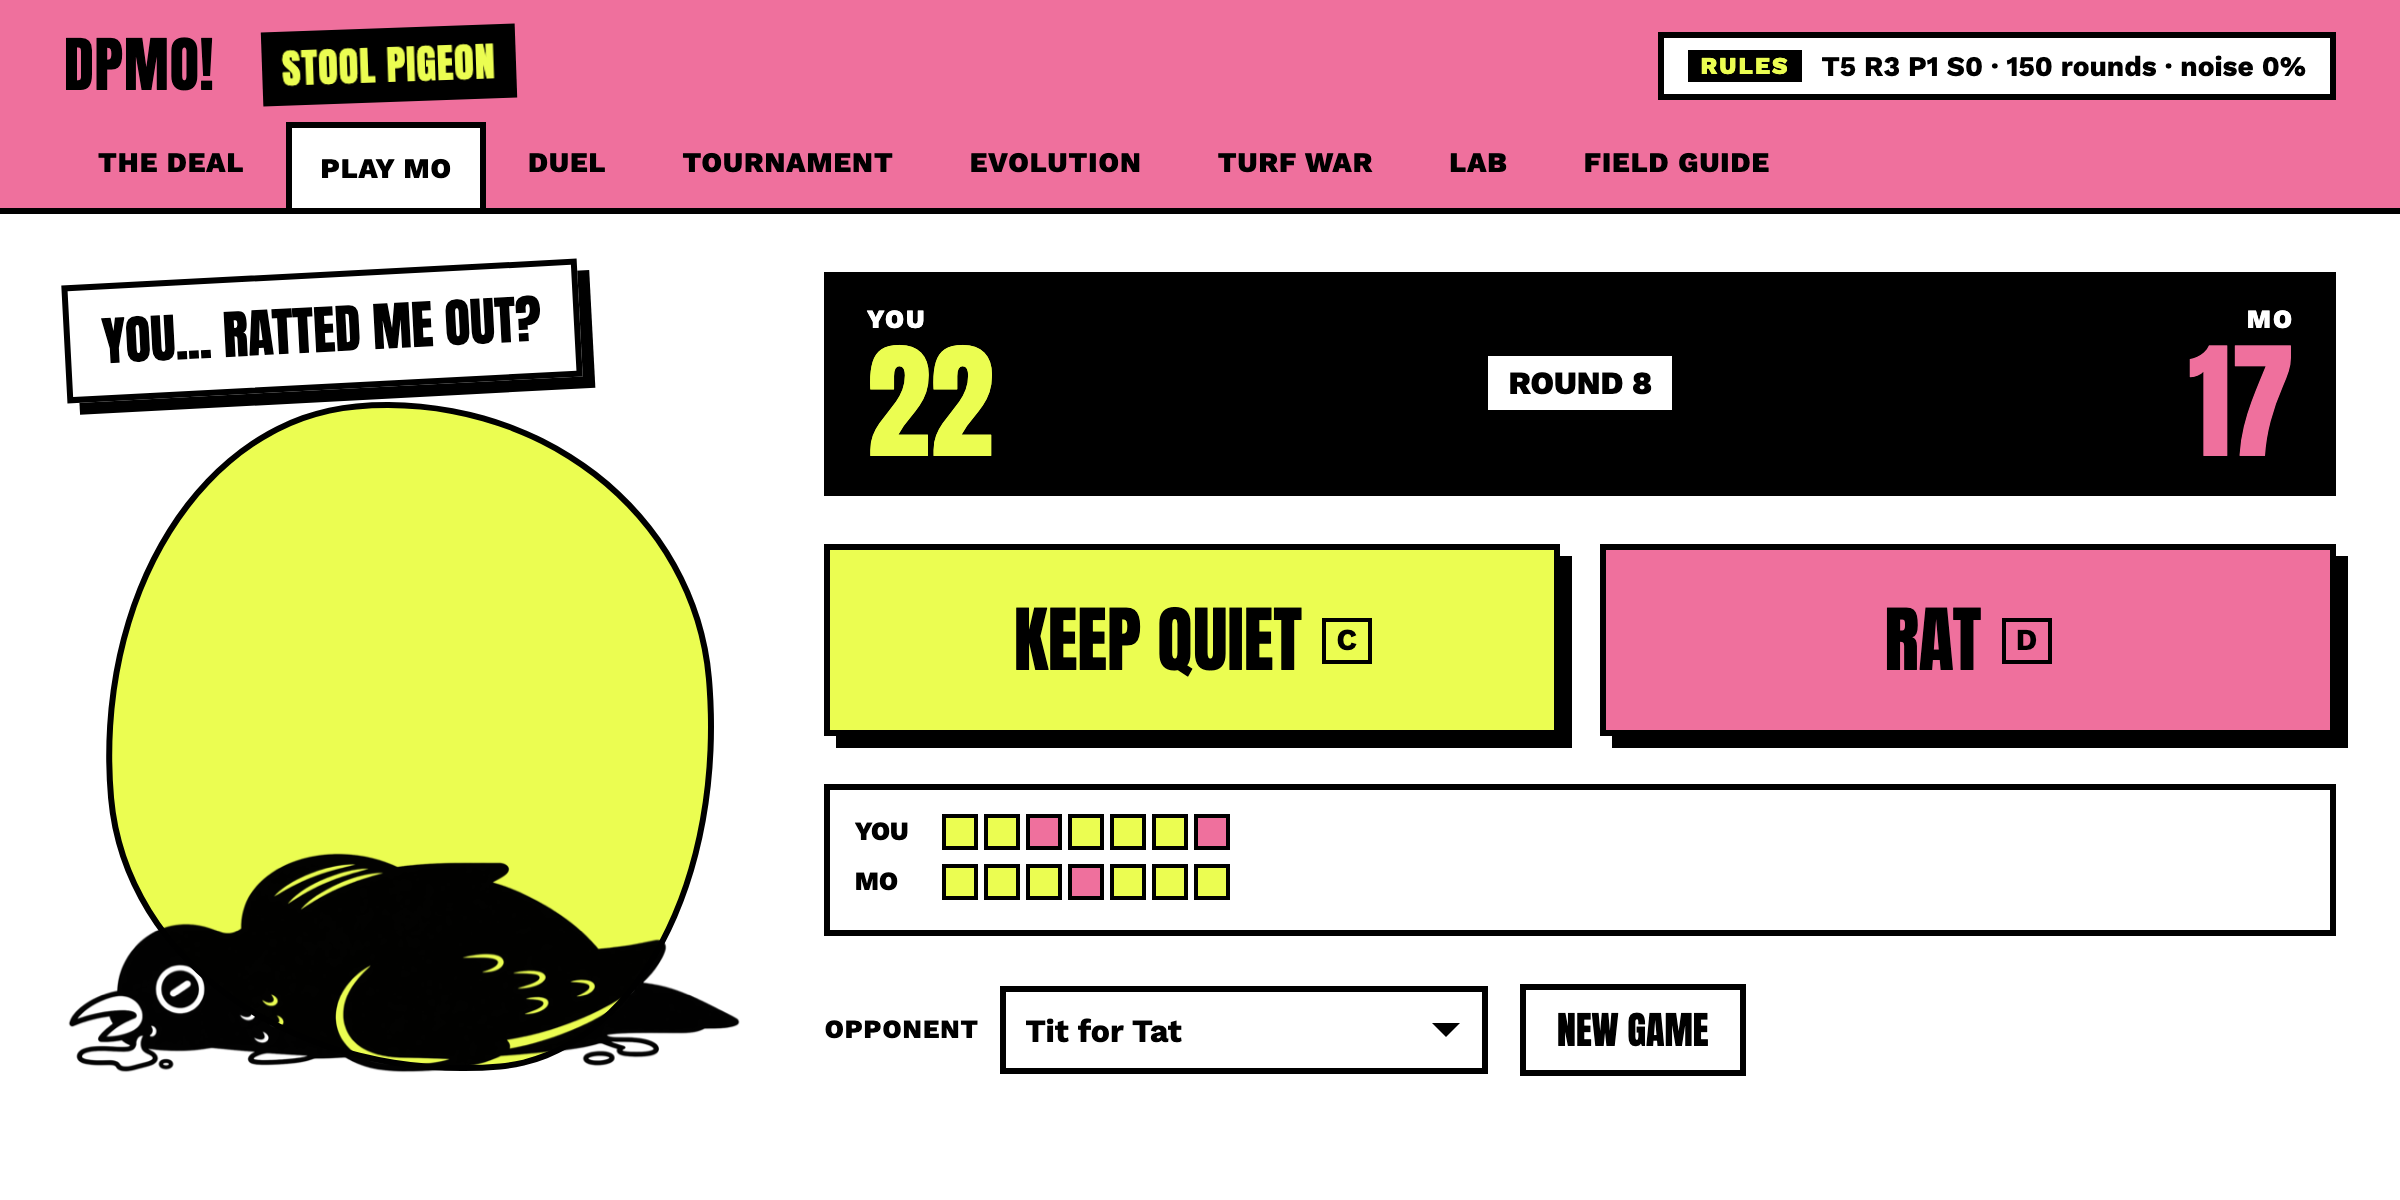 DPMO!
STOOL PIGEON
RULES T5 R3 P1 S0 · 150 rounds · noise 0%
THE DEAL
PLAY MO
DUEL
TOURNAMENT
EVOLUTION
TURF WAR
LAB
FIELD GUIDE
YOU... RATTED ME OUT?
YOU
22
ROUND 8
MO
17
KEEP QUIET C
RAT D
YOU
MO
OPPONENT
Tit for Tat
NEW GAME